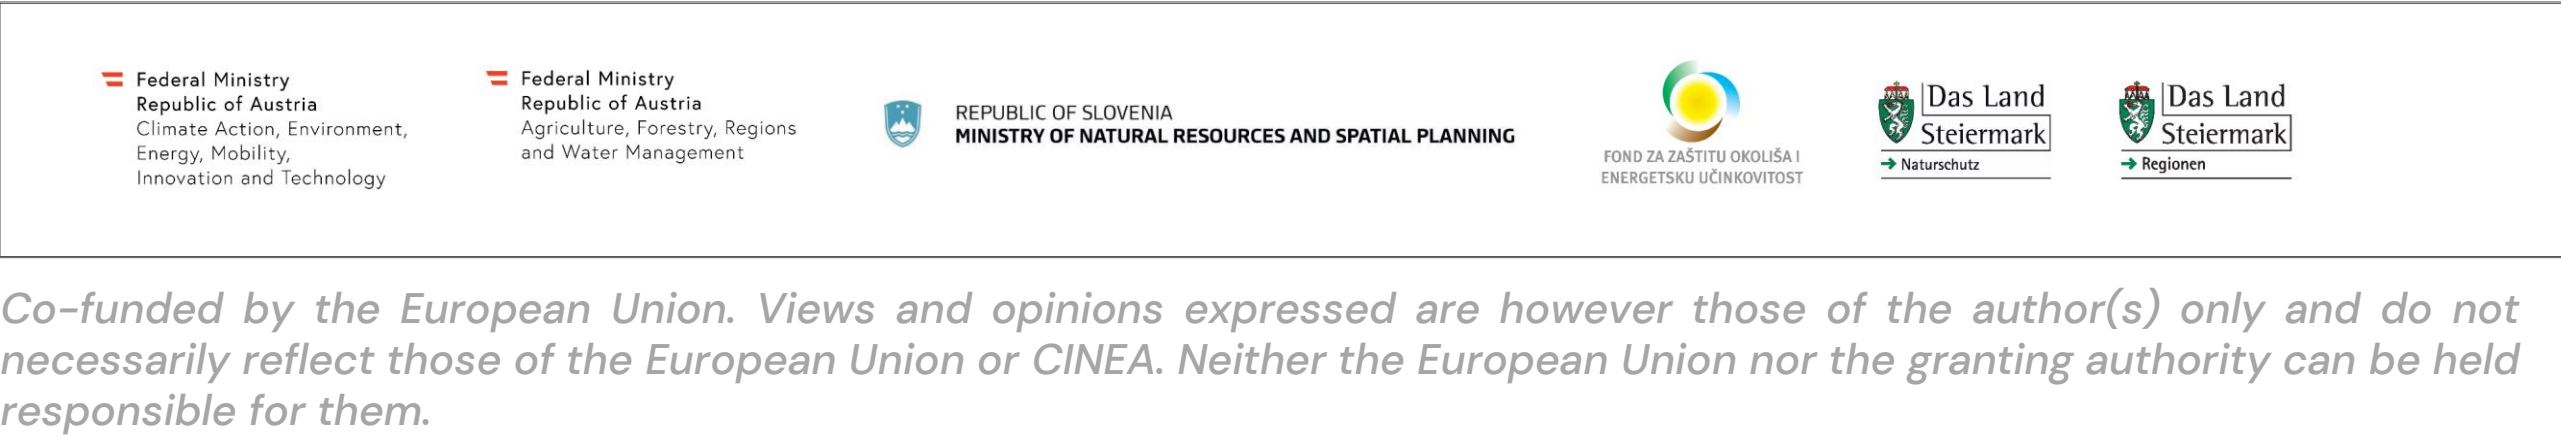 Federal Ministry
Republic of Austria
Climate Action, Environment,
Energy, Mobility,
Innovation and Technology
Federal Ministry
Republic of Austria
Agriculture, Forestry, Regions
and Water Management
REPUBLIC OF SLOVENIA
MINISTRY OF NATURAL RESOURCES AND SPATIAL PLANNING
FOND ZA ZAŠTITU OKOLIŠA I
ENERGETSKU UČINKOVITOST
Das Land
Steiermark
→ Naturschutz
Das Land
Steiermark
→ Regionen
Co-funded by the European Union. Views and opinions expressed are however those of the author(s) only and do not
necessarily reflect those of the European Union or CINEA. Neither the European Union nor the granting authority can be held
responsible for them.